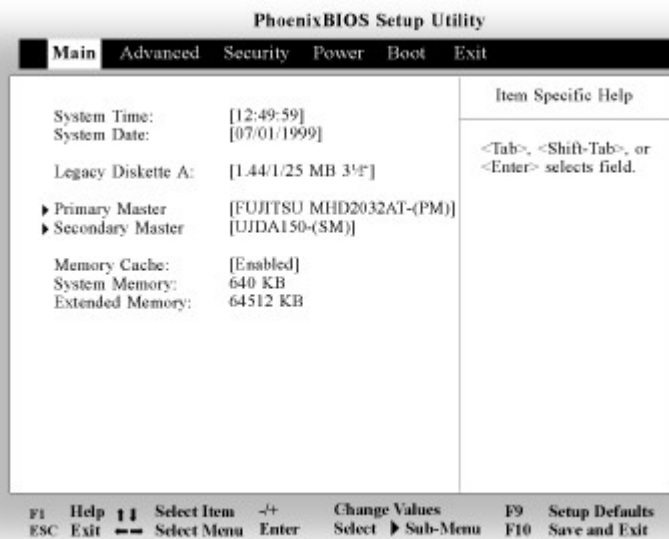 PhoenixBIOS Setup Utility
Main Advanced Security Power Boot Exit
Item Specific Help
System Time: [12:49:59]
System Date: [07/01/1999]
<Tab>, <Shift-Tab>, or
<Enter> selects field.
Legacy Diskette A: [1.44/1/25 MB 3½"]
▶ Primary Master [FUJITSU MHD2032AT-(PM)]
▶ Secondary Master [UJDA150-(SM)]
Memory Cache: [Enabled]
System Memory: 640 KB
Extended Memory: 64512 KB
F1 Help ↑↓ Select Item -/+ Change Values F9 Setup Defaults
ESC Exit ←→ Select Menu Enter Select ▶ Sub-Menu F10 Save and Exit